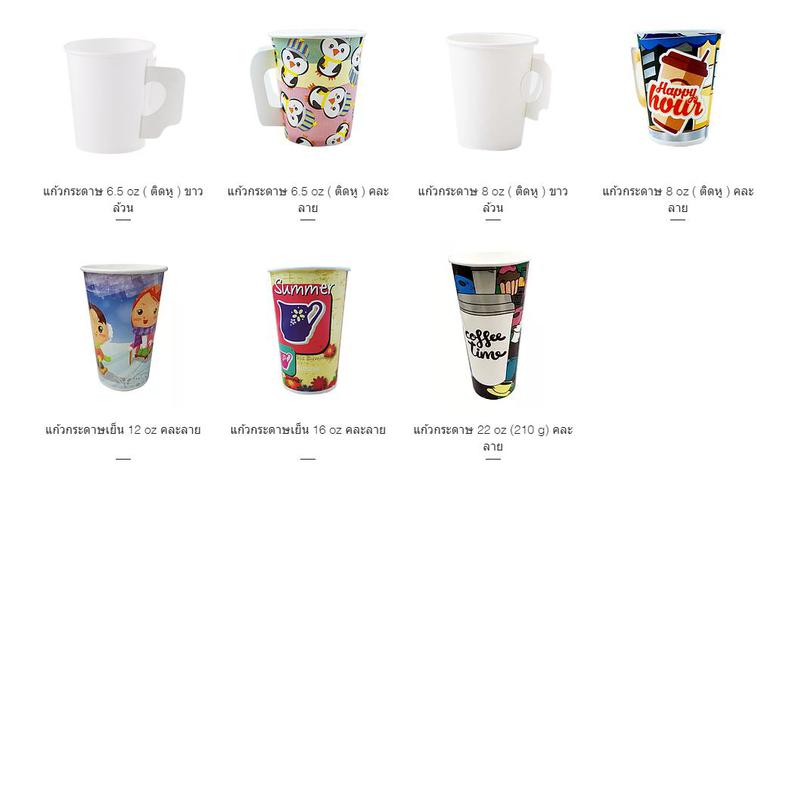 Happy
hour
แก้วกระดาษ 6.5 oz ( ติดหู ) ขาว
ล้วน
แก้วกระดาษ 6.5 oz ( ติดหู ) คละ
ลาย
แก้วกระดาษ 8 oz ( ติดหู ) ขาว
ล้วน
แก้วกระดาษ 8 oz ( ติดหู ) คละ
ลาย
Summer
coffee
time
แก้วกระดาษเย็น 12 oz คละลาย
แก้วกระดาษเย็น 16 oz คละลาย
แก้วกระดาษ 22 oz (210 g) คละ
ลาย